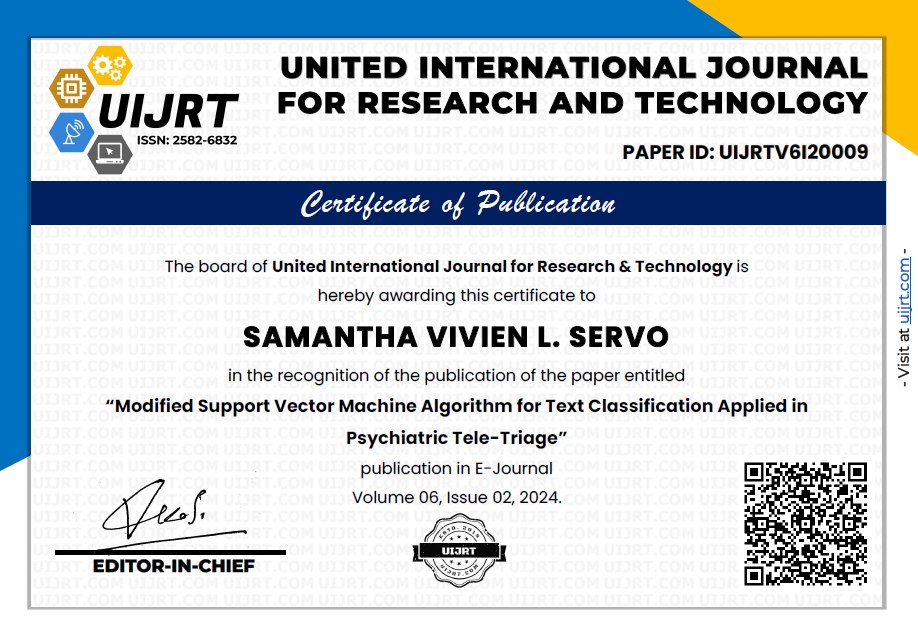 UIJRT
ISSN: 2582-6832
UNITED INTERNATIONAL JOURNAL
FOR RESEARCH AND TECHNOLOGY
PAPER ID: UIJRTV6I20009
Certificate of Publication
The board of United International Journal for Research & Technology is
hereby awarding this certificate to
SAMANTHA VIVIEN L. SERVO
in the recognition of the publication of the paper entitled
“Modified Support Vector Machine Algorithm for Text Classification Applied in
Psychiatric Tele-Triage”
publication in E-Journal
Volume 06, Issue 02, 2024.
EDITOR-IN-CHIEF
UIJRT
UIJRT.COM
- Visit at uijrt.com -